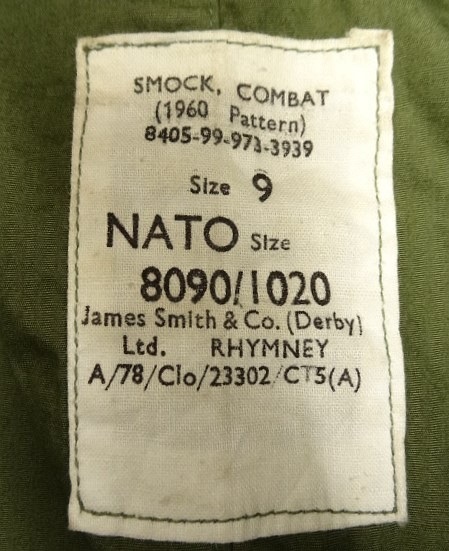 SMOCK, COMBAT
(1960 Pattern)
8405-99-973-3939
Size 9
NATO Size
8090/1020
James Smith & Co. (Derby)
Ltd. RHYMNEY
A/78/Clo/23302/CT5(A)